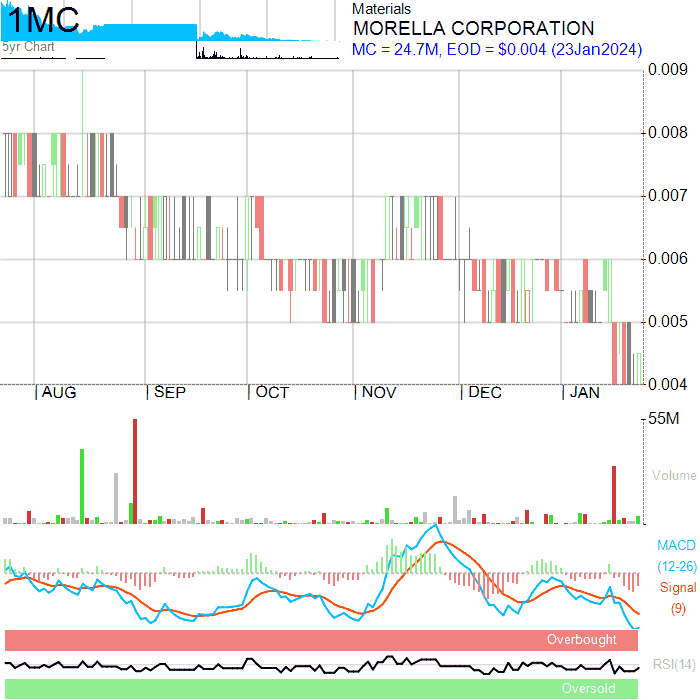 1MC
5yr Chart
Materials
MORELLA CORPORATION
MC = 24.7M, EOD = $0.004 (23Jan2024)
0.009
0.008
0.007
0.006
0.005
0.004
AUG SEP OCT NOV DEC JAN
55M
Volume
MACD
(12-26)
Signal
(9)
Overbought
RSI(14)
Oversold